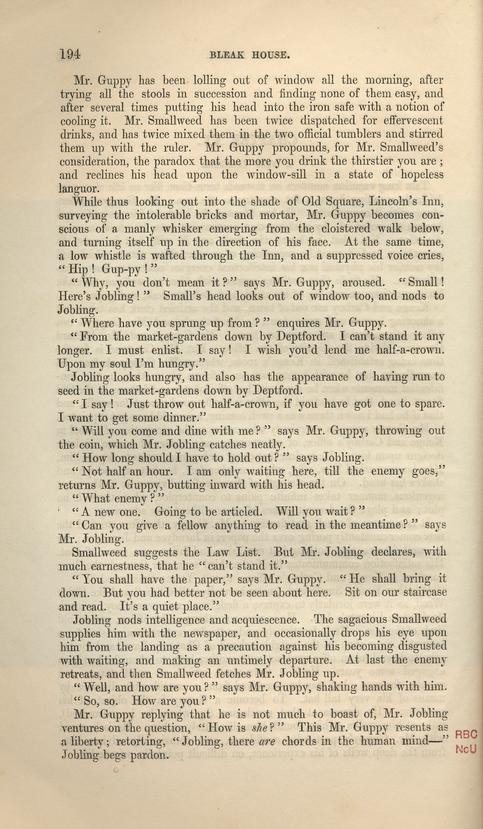 194
BLEAK HOUSE.
Mr. Guppy has been lolling out of window all the morning, after
trying all the stools in succession and finding none of them easy, and
after several times putting his head into the iron safe with a notion of
cooling it. Mr. Smallweed has been twice dispatched for effervescent
drinks, and has twice mixed them in the two official tumblers and stirred
them up with the ruler. Mr. Guppy propounds, for Mr. Smallweed's
consideration, the paradox that the more you drink the thirstier you are;
and reclines his head upon the window-sill in a state of hopeless
languor.
While thus looking out into the shade of Old Square, Lincoln's Inn,
surveying the intolerable bricks and mortar, Mr. Guppy becomes con-
scious of a manly whisker emerging from the cloistered walk below,
and turning itself up in the direction of his face. At the same time,
a low whistle is wafted through the Inn, and a suppressed voice cries,
"Hip! Gup-py!"
"Why, you don't mean it?" says Mr. Guppy, aroused. "Small!
Here's Jobling!" Small's head looks out of window too, and nods to
Jobling.
"Where have you sprung up from?" enquires Mr. Guppy.
"From the market-gardens down by Deptford. I can't stand it any
longer. I must enlist. I say! I wish you'd lend me half-a-crown.
Upon my soul I'm hungry."
Jobling looks hungry, and also has the appearance of having run to
seed in the market-gardens down by Deptford.
"I say! Just throw out half-a-crown, if you have got one to spare.
I want to get some dinner."
"Will you come and dine with me?" says Mr. Guppy, throwing out
the coin, which Mr. Jobling catches neatly.
"How long should I have to hold out?" says Jobling.
"Not half an hour. I am only waiting here, till the enemy goes,"
returns Mr. Guppy, butting inward with his head.
"What enemy?"
"A new one. Going to be articled. Will you wait?"
"Can you give a fellow anything to read in the meantime?" says
Mr. Jobling.
Smallweed suggests the Law List. But Mr. Jobling declares, with
much earnestness, that he "can't stand it."
"You shall have the paper," says Mr. Guppy. "He shall bring it
down. But you had better not be seen about here. Sit on our staircase
and read. It's a quiet place."
Jobling nods intelligence and acquiescence. The sagacious Smallweed
supplies him with the newspaper, and occasionally drops his eye upon
him from the landing as a precaution against his becoming disgusted
with waiting, and making an untimely departure. At last the enemy
retreats, and then Smallweed fetches Mr. Jobling up.
"Well, and how are you?" says Mr. Guppy, shaking hands with him.
"So, so. How are you?"
Mr. Guppy replying that he is not much to boast of, Mr. Jobling
ventures on the question, "How is she?" This Mr. Guppy resents as
a liberty; retorting, "Jobling, there are chords in the human mind—"
Jobling begs pardon.
RBC
NcU